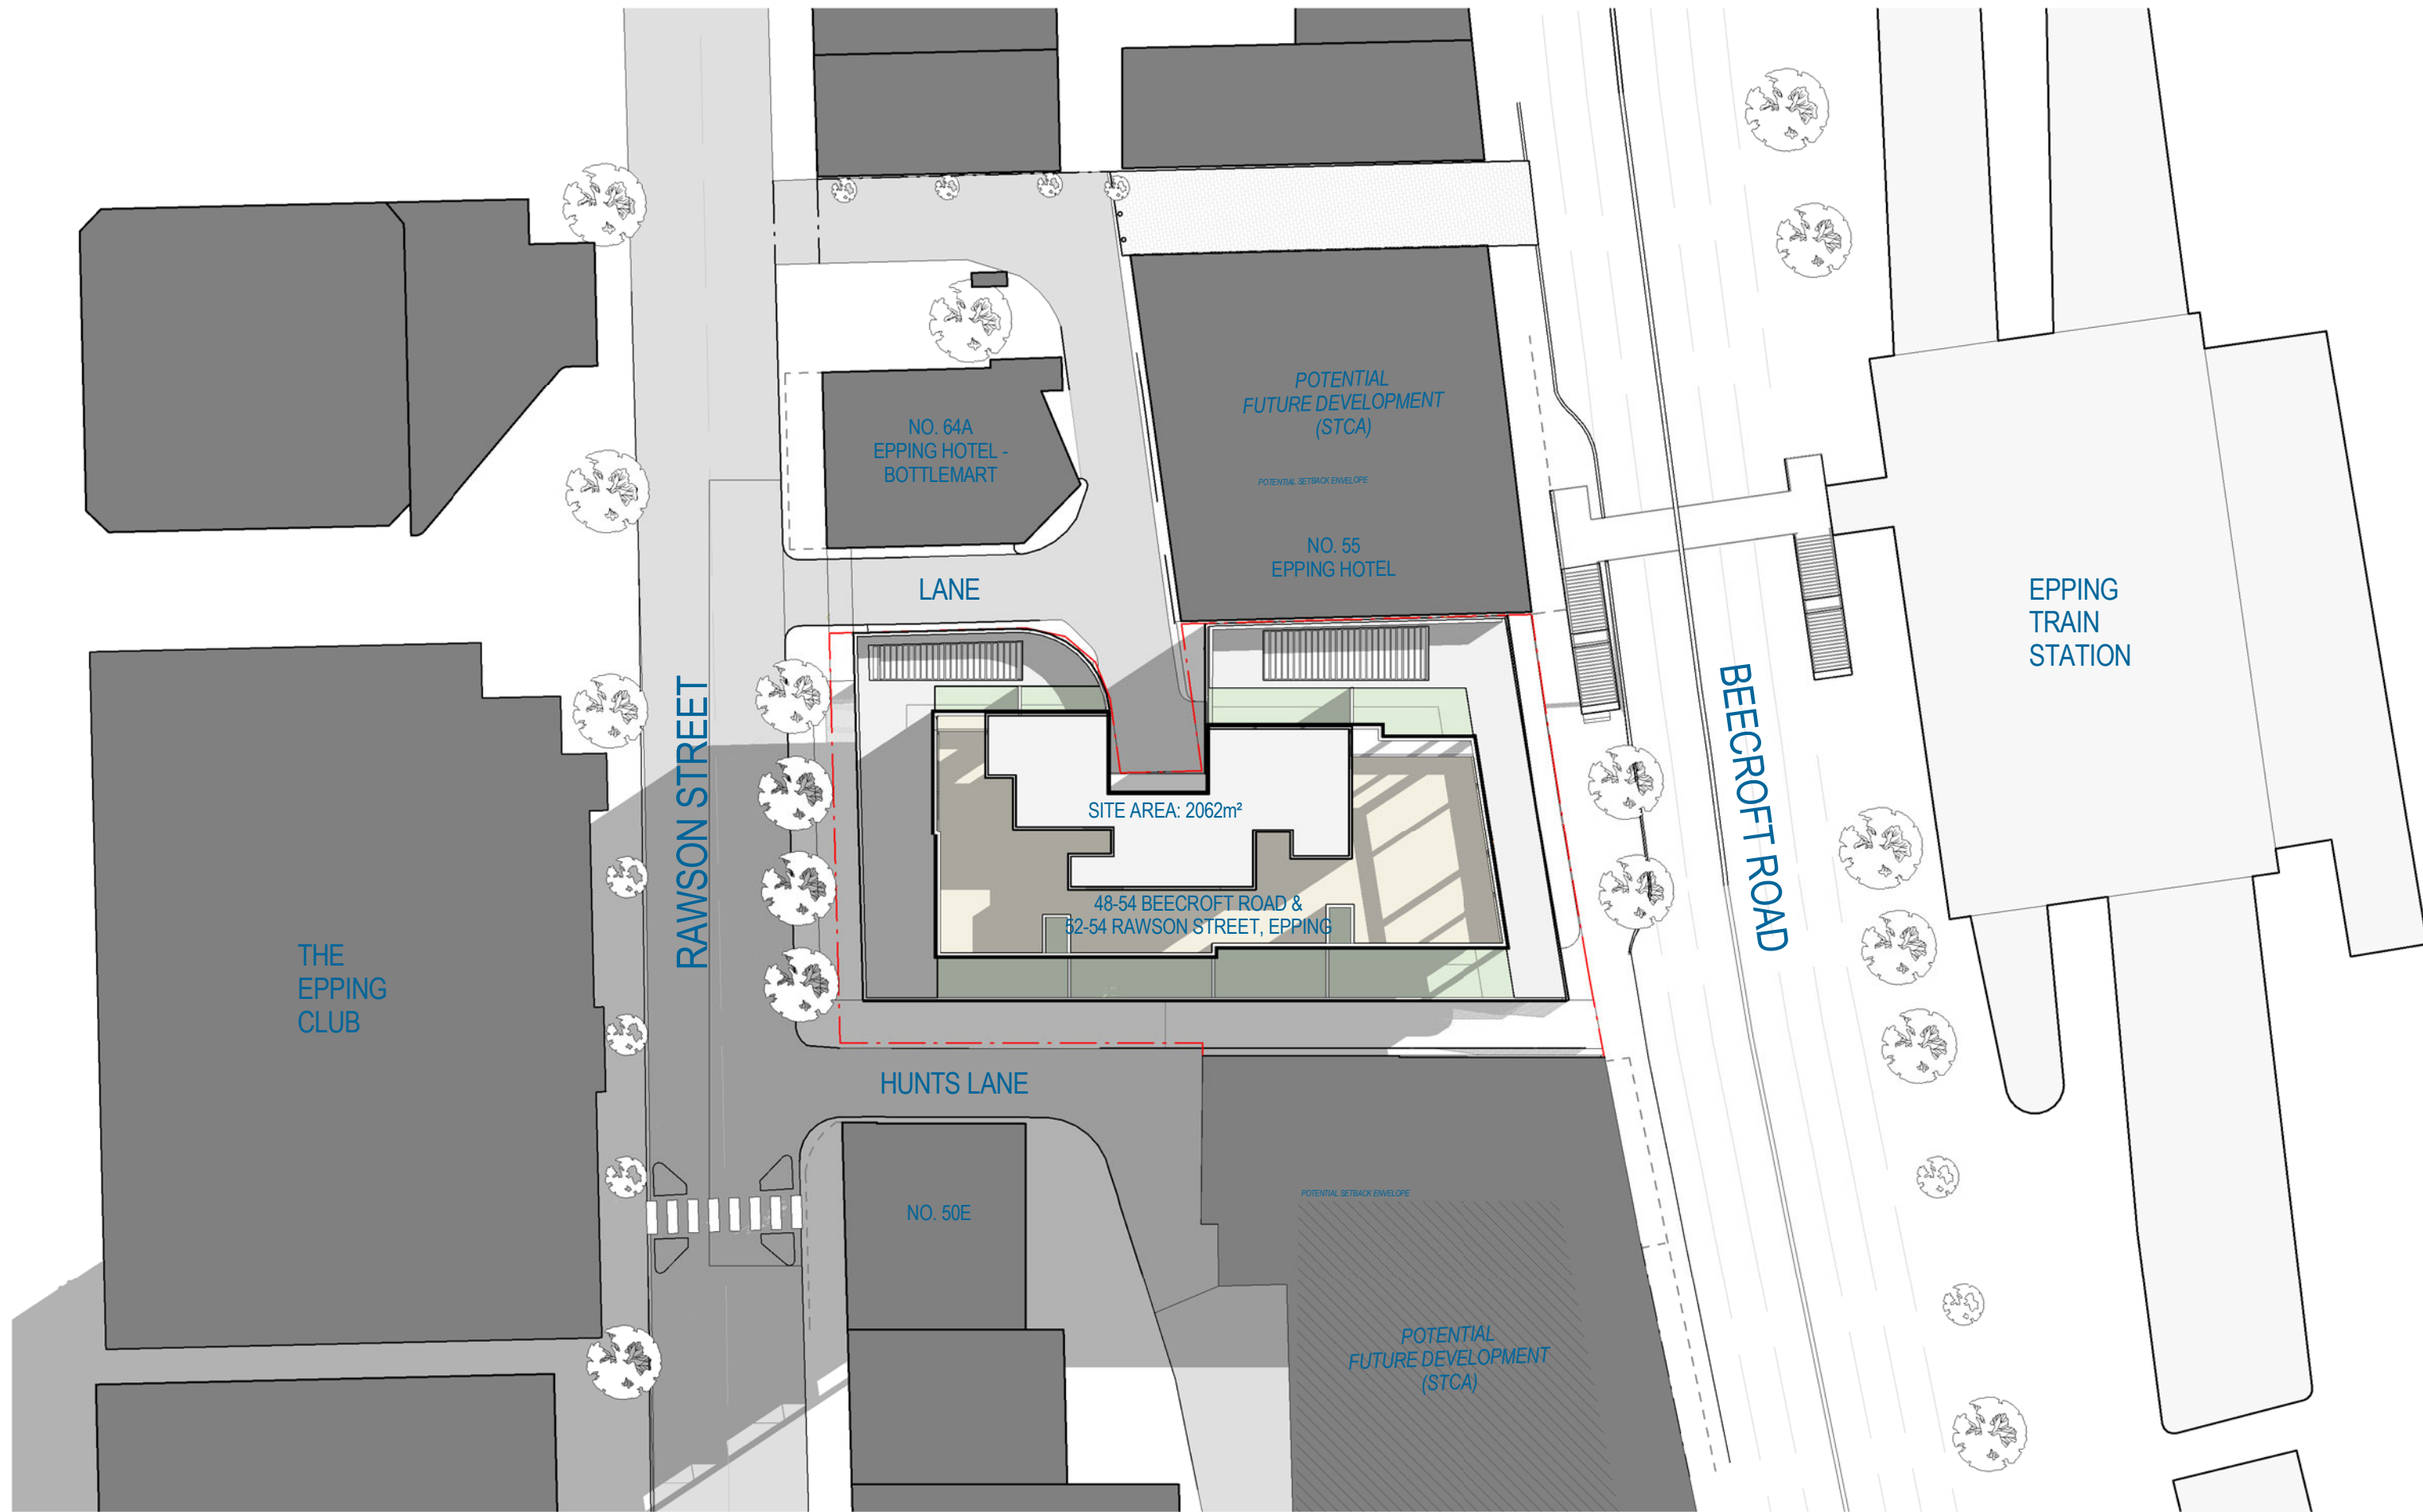 POTENTIAL
FUTURE DEVELOPMENT
(STCA)
NO. 64A
EPPING HOTEL -
BOTTLEMART
POTENTIAL SETBACK ENVELOPE
NO. 55
EPPING HOTEL
LANE
EPPING
TRAIN
STATION
RAWSON STREET
BEECROFT ROAD
SITE AREA: 2062m²
48-54 BEECROFT ROAD &
52-54 RAWSON STREET, EPPING
THE
EPPING
CLUB
HUNTS LANE
NO. 50E
POTENTIAL SETBACK ENVELOPE
POTENTIAL
FUTURE DEVELOPMENT
(STCA)